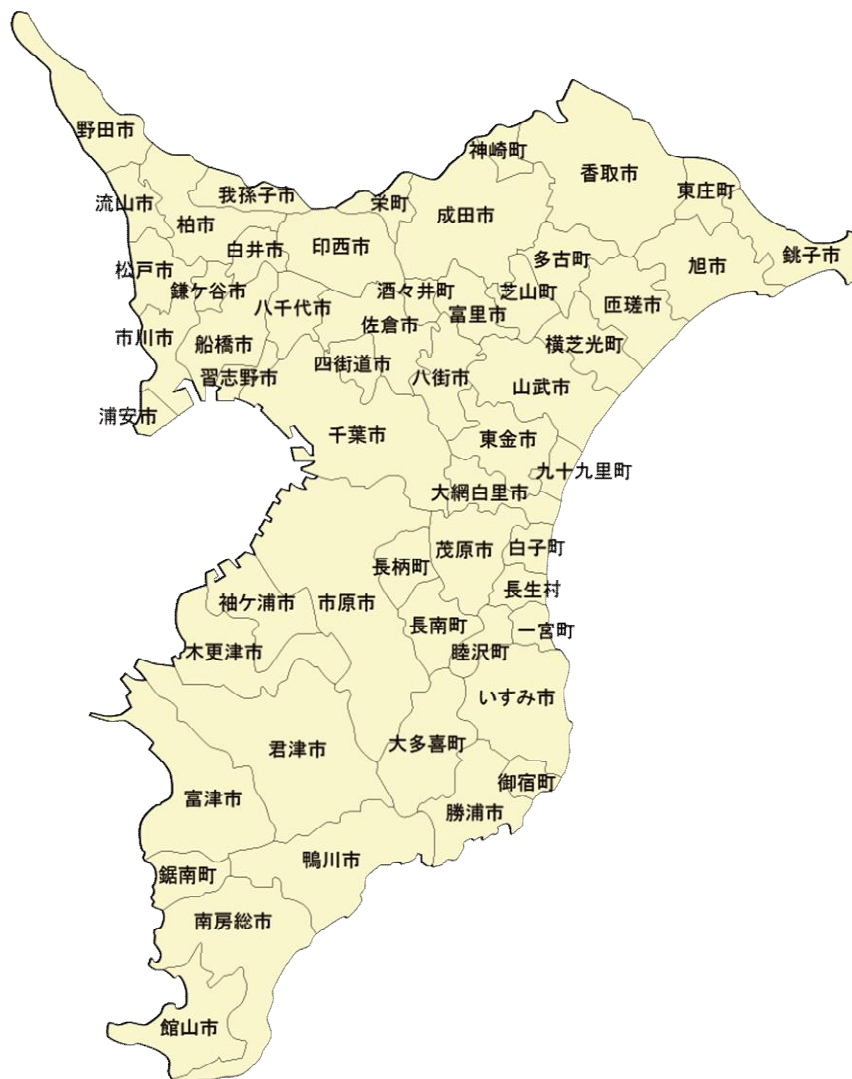 野田市
神崎町
香取市
東庄町
流山市
我孫子市
栄町
成田市
柏市
白井市
印西市
多古町
旭市
銚子市
松戸市
鎌ケ谷市
八千代市
酒々井町
芝山町
富里市
匝瑳市
市川市
船橋市
佐倉市
横芝光町
習志野市
四街道市
八街市
山武市
浦安市
千葉市
東金市
九十九里町
大網白里市
茂原市
白子町
長柄町
長生村
袖ケ浦市
市原市
長南町
一宮町
木更津市
睦沢町
いすみ市
君津市
大多喜町
御宿町
富津市
勝浦市
鋸南町
鴨川市
南房総市
館山市